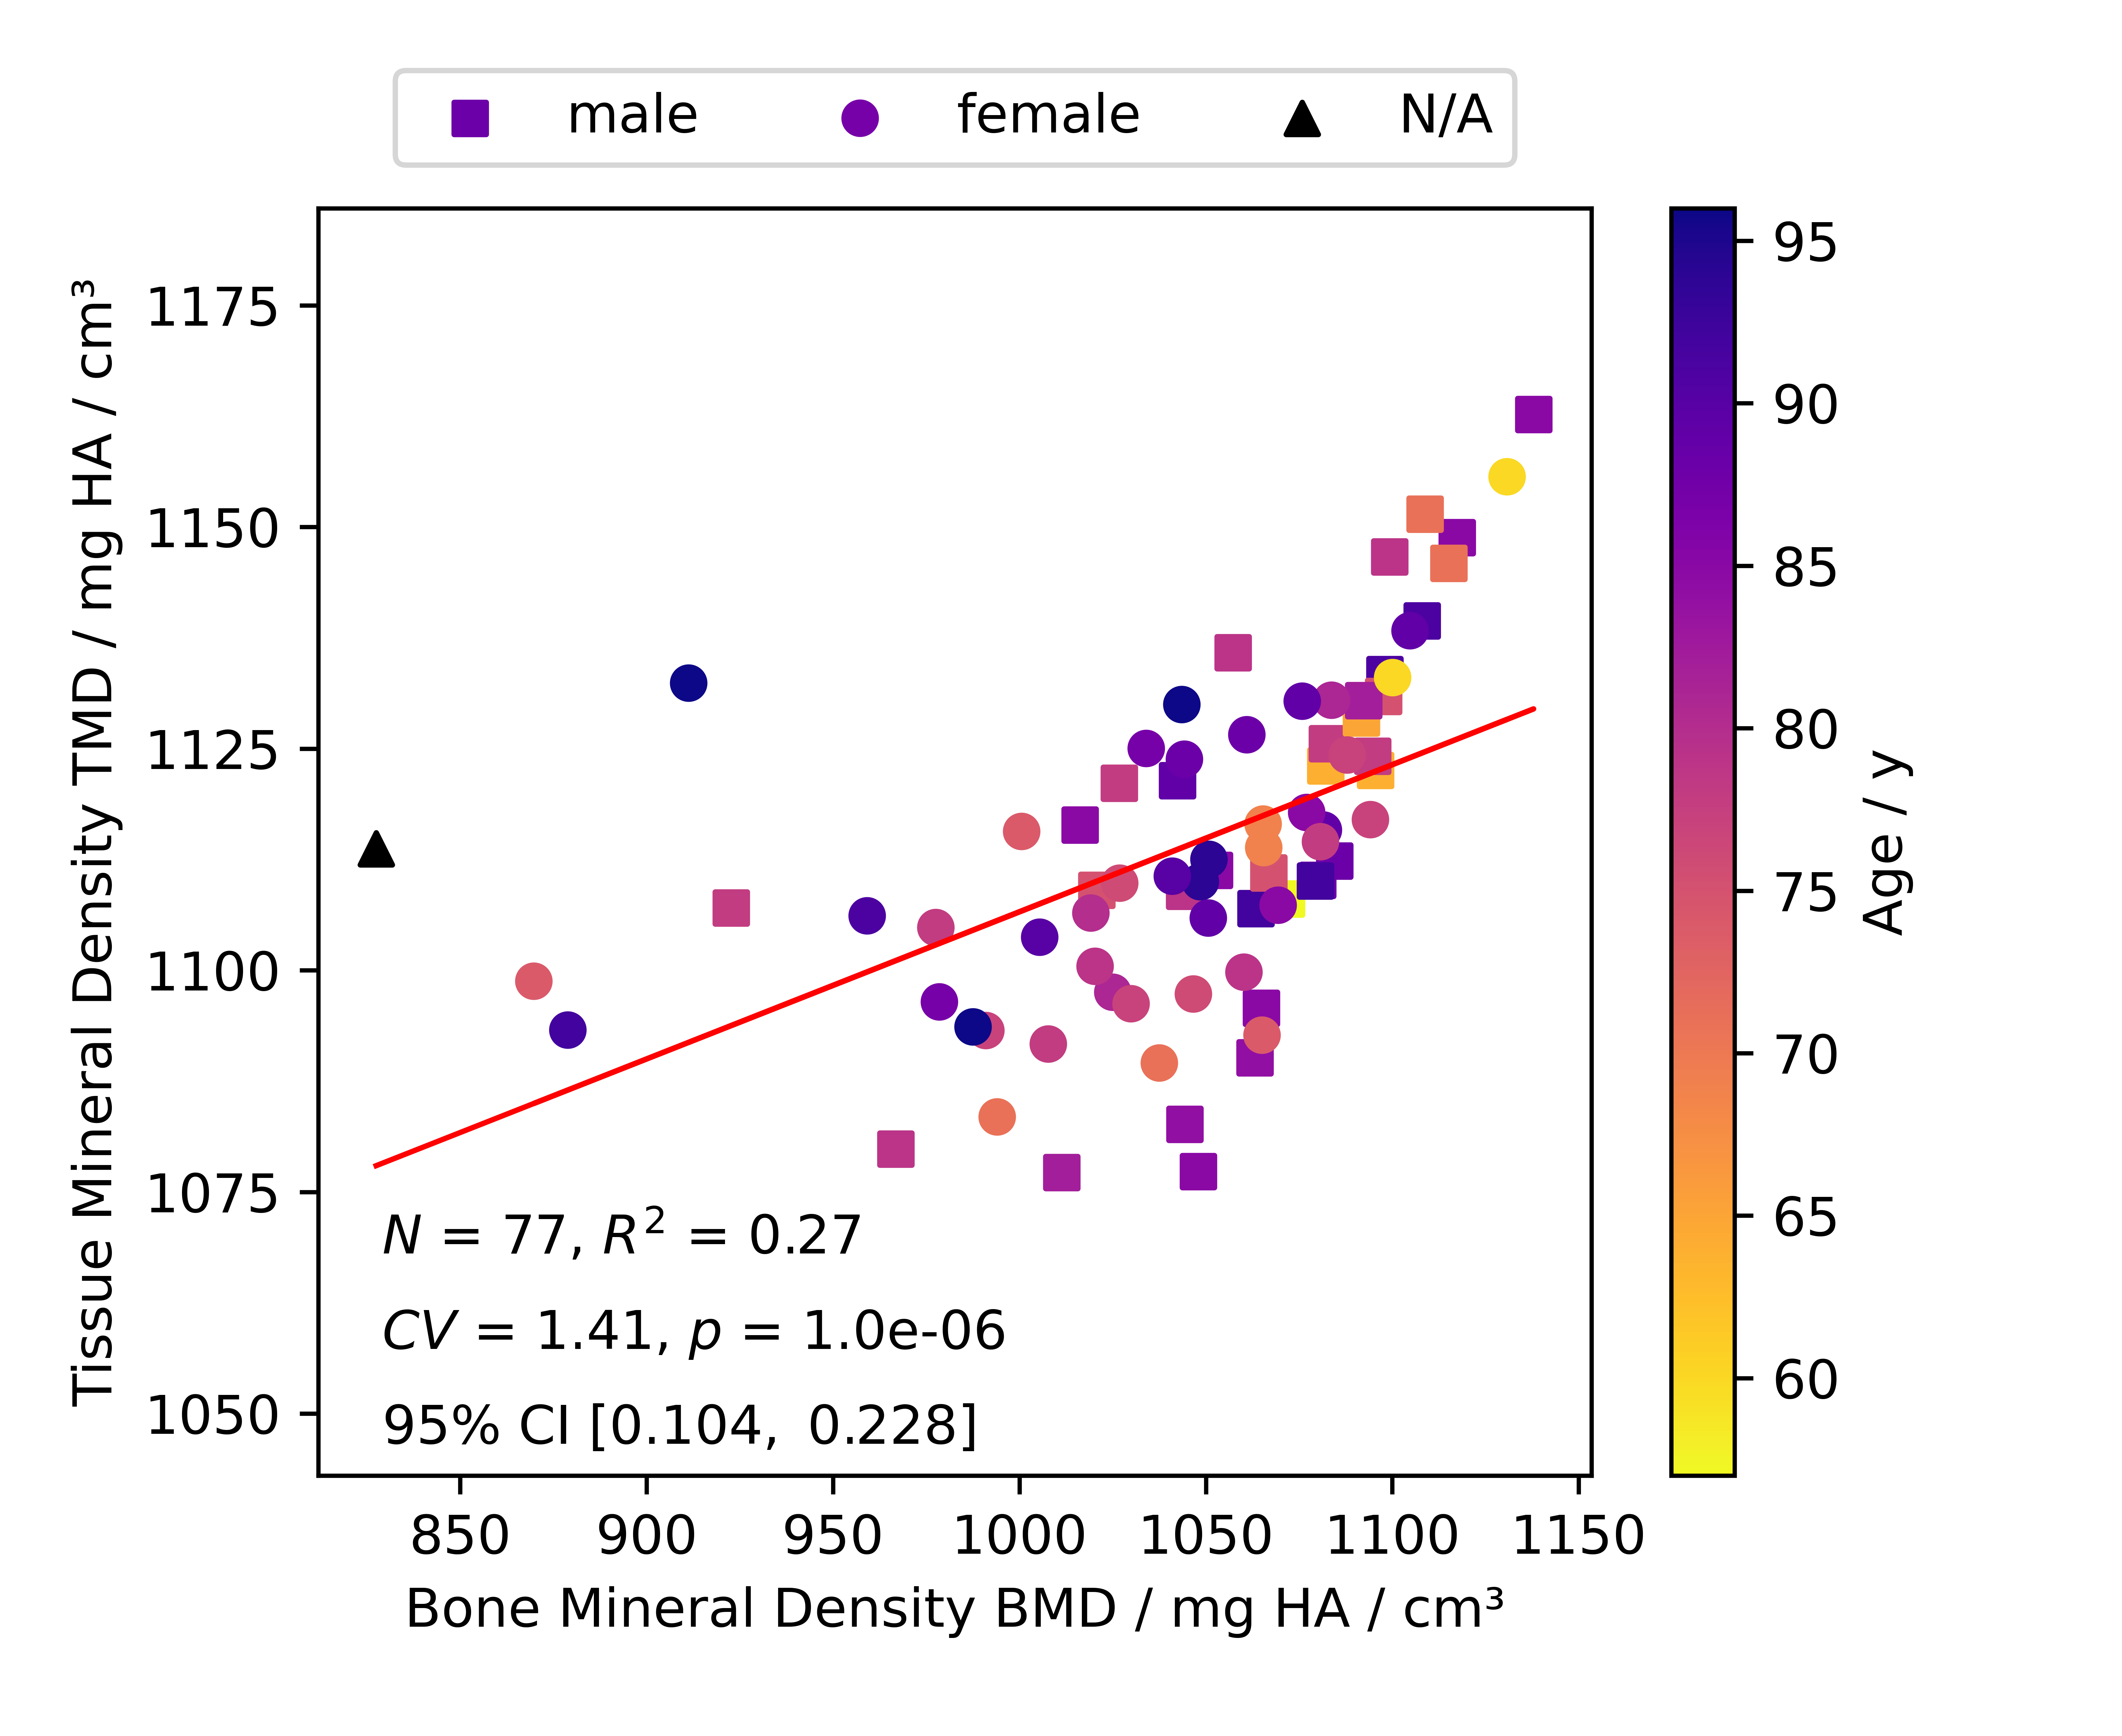 male female N/A
Tissue Mineral Density TMD / mg HA / cm³
1175
1150
1125
1100
1075
1050
N = 77, R² = 0.27
CV = 1.41, p = 1.0e-06
95% CI [0.104, 0.228]
850 900 950 1000 1050 1100 1150
Bone Mineral Density BMD / mg HA / cm³
95
90
85
80
75
70
65
60
Age / y